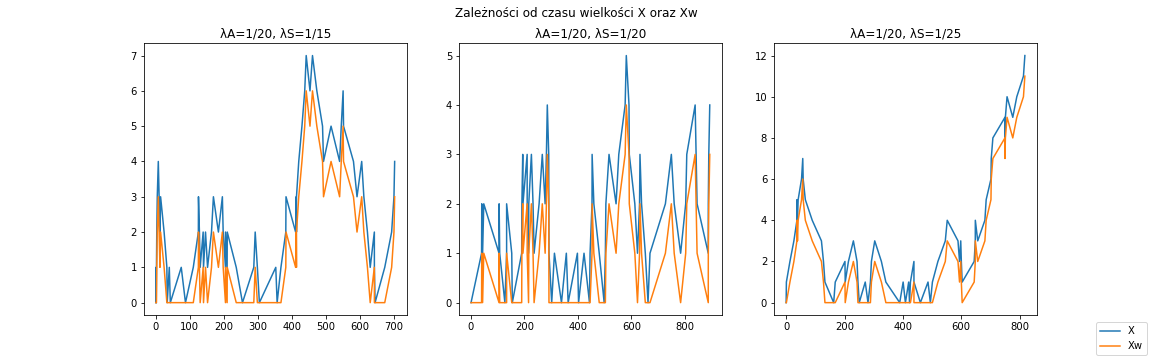 Zależności od czasu wielkości X oraz Xw
λA=1/20, λS=1/15
λA=1/20, λS=1/20
λA=1/20, λS=1/25
7
6
5
4
3
2
1
0
0 100 200 300 400 500 600 700
5
4
3
2
1
0
0 200 400 600 800
12
10
8
6
4
2
0
0 200 400 600 800
X
Xw